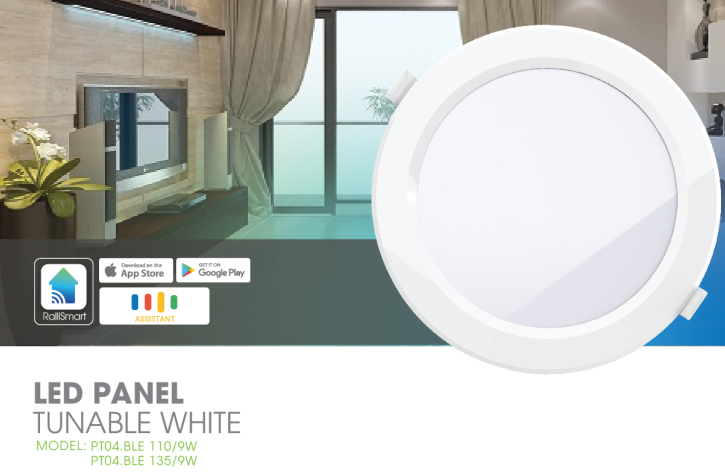 RalliSmart
Download on the
App Store
GET IT ON
Google Play
ASSISTANT
LED PANEL
TUNABLE WHITE
MODEL: PT04.BLE 110/9W
PT04.BLE 135/9W